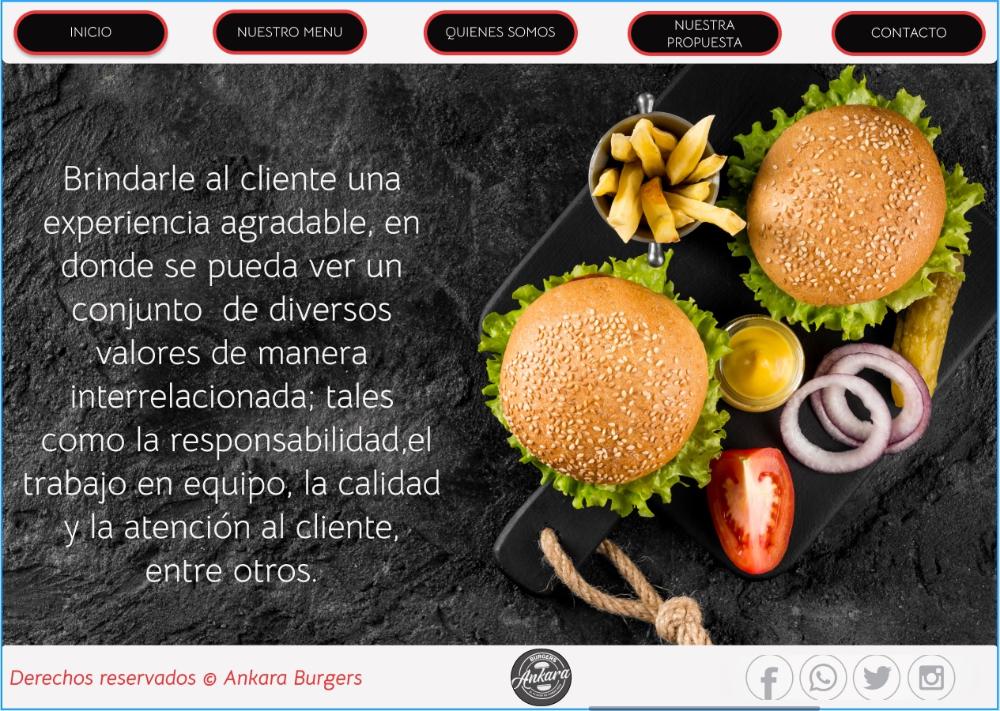 INICIO
NUESTRO MENU
QUIENES SOMOS
NUESTRA
PROPUESTA
CONTACTO
Brindarle al cliente una
experiencia agradable, en
donde se pueda ver un
conjunto  de diversos
valores de manera
interrelacionada; tales
como la responsabilidad,el
trabajo en equipo, la calidad
y la atención al cliente,
entre otros.
Derechos reservados © Ankara Burgers
BURGERS
Ankara